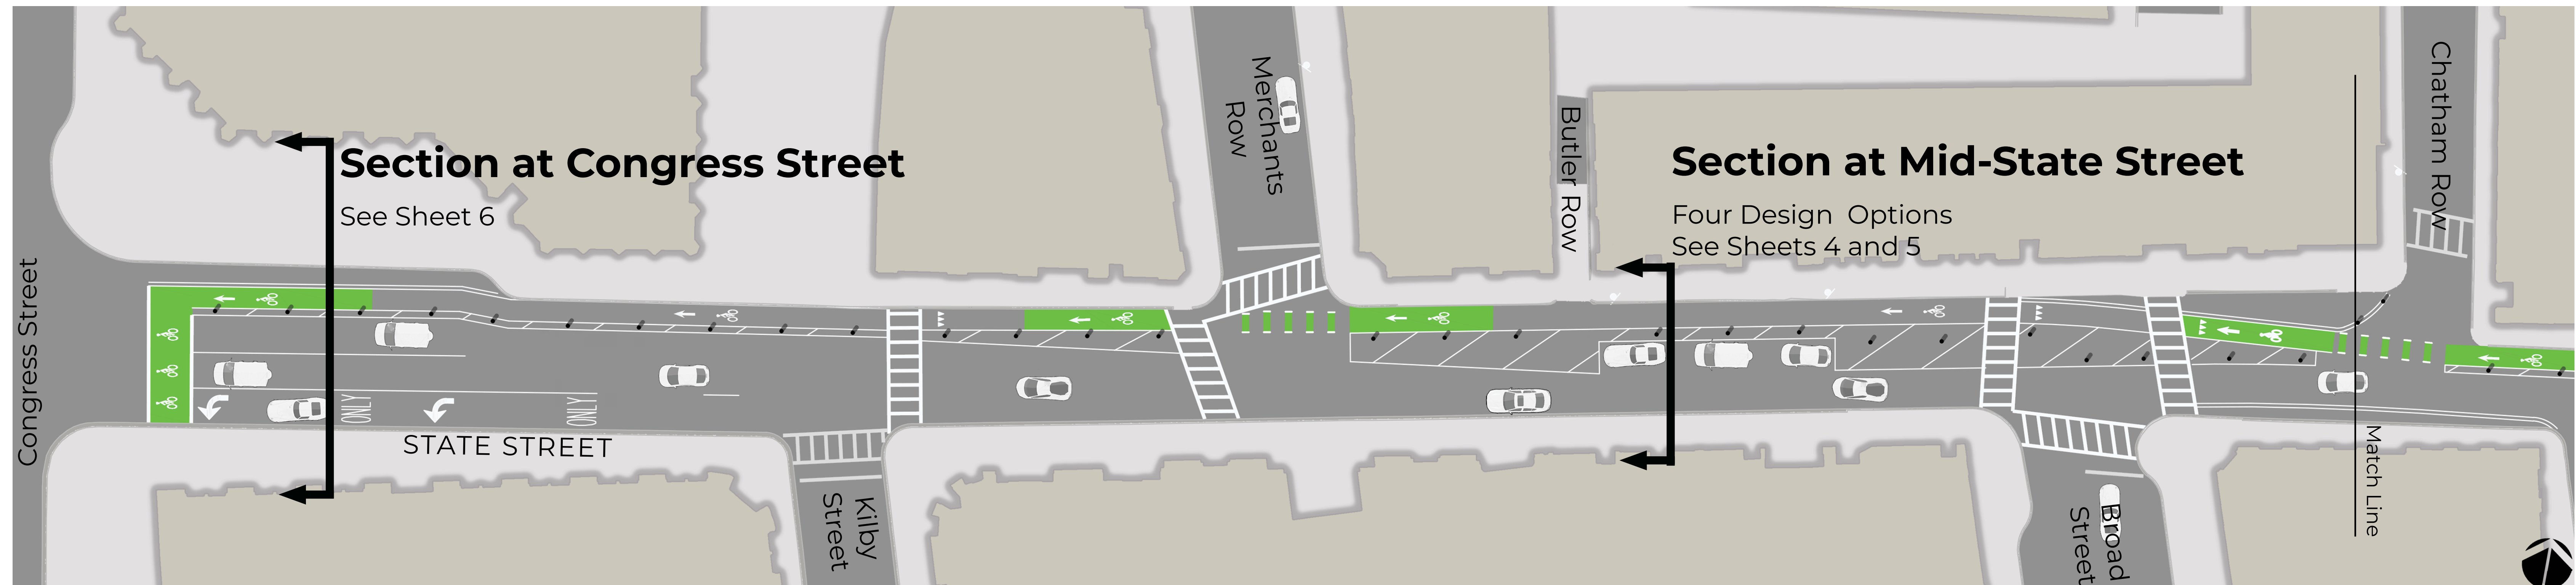 Congress Street
Section at Congress Street
See Sheet 6
STATE STREET
ONLY
ONLY
Kilby
Street
Merchants
Row
Butler Row
Section at Mid-State Street
Four Design  Options
See Sheets 4 and 5
Broad
Street
Match Line
Chatham Row